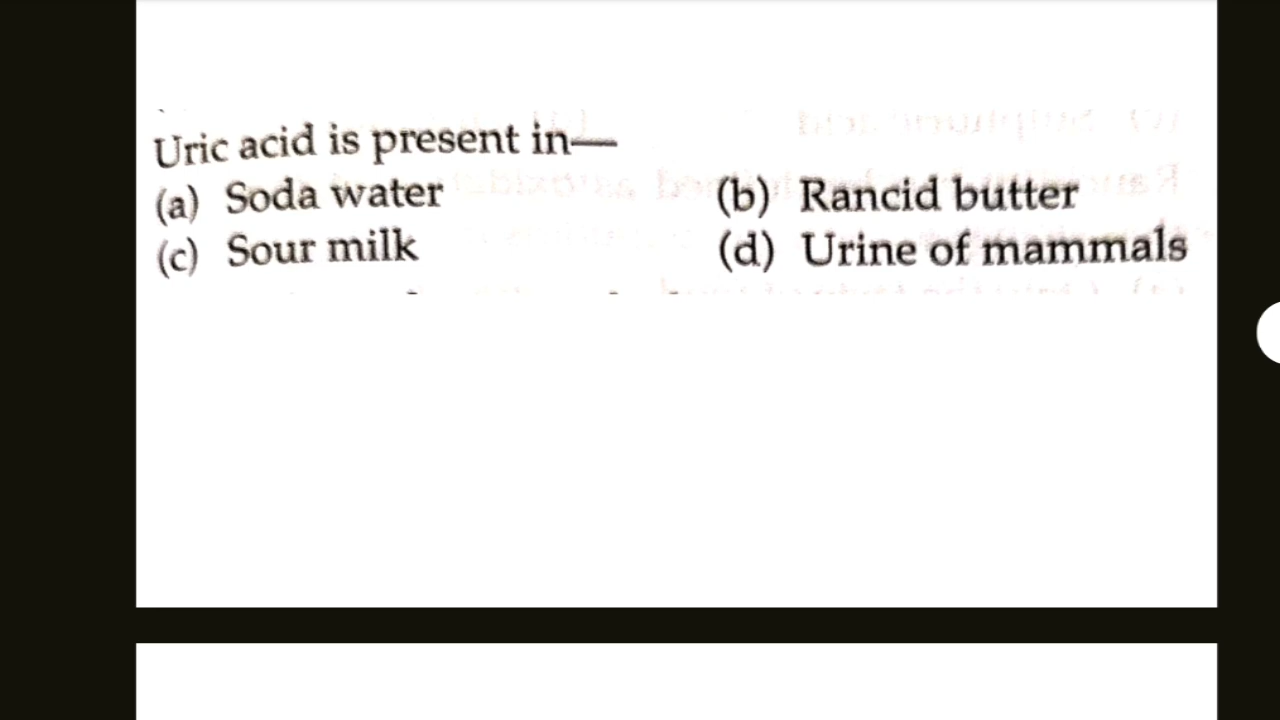 Uric acid is present in—
(a) Soda water (b) Rancid butter
(c) Sour milk (d) Urine of mammals